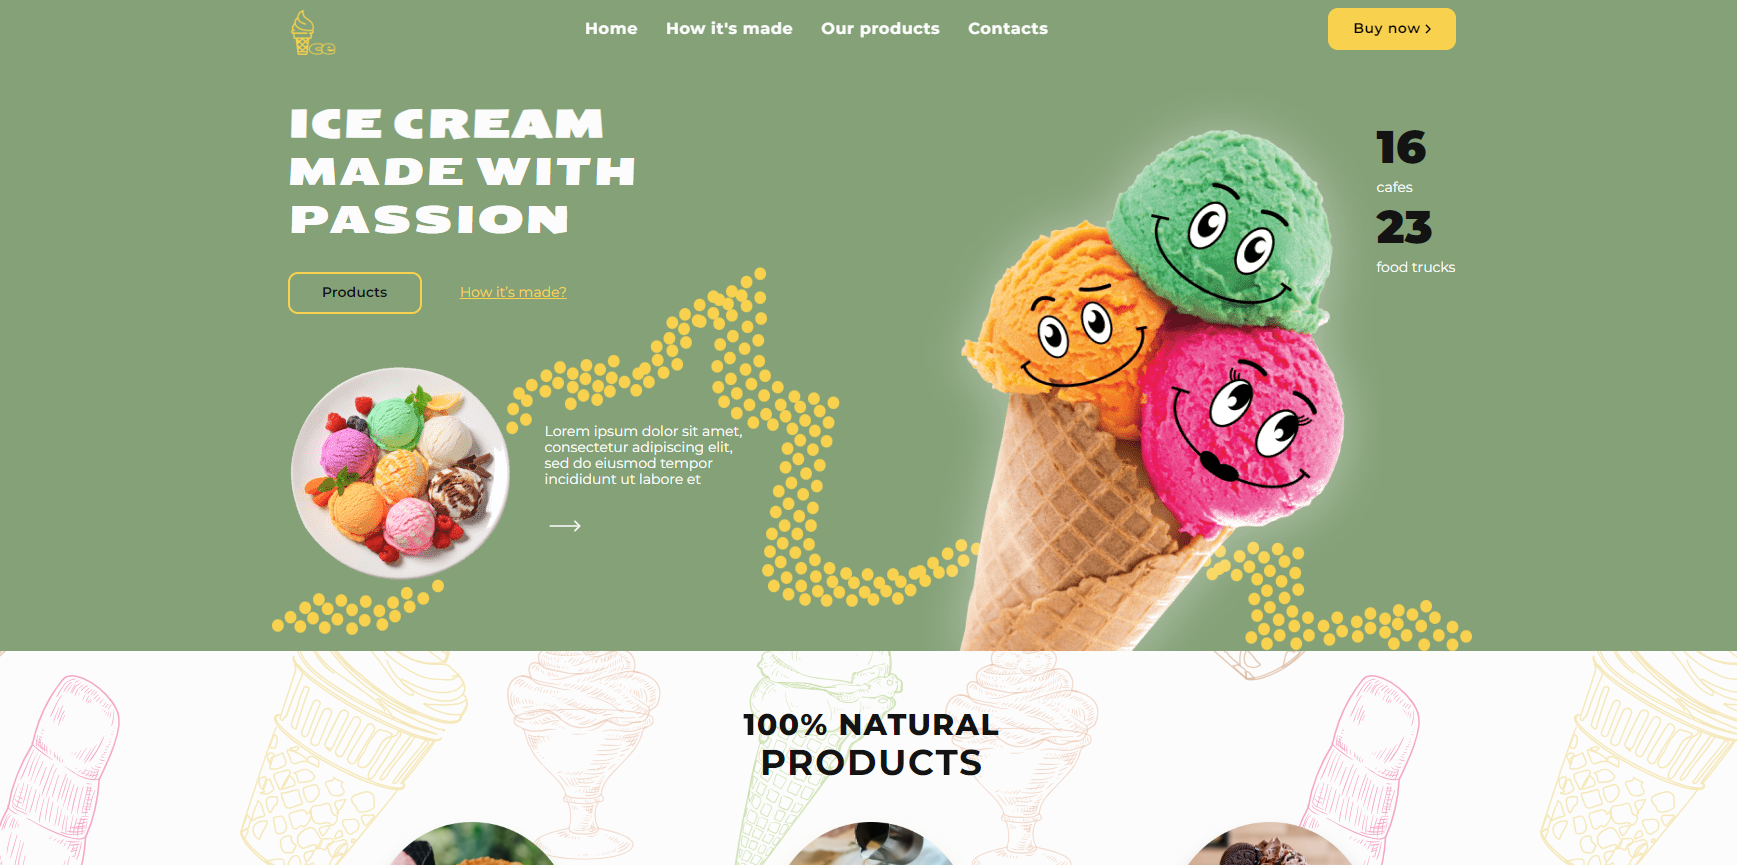 ce
Home
How it's made
Our products
Contacts
Buy now
ICE CREAM
MADE WITH
PASSION
16
cafes
23
food trucks
Products
How it's made?
Lorem ipsum dolor sit amet,
consectetur adipiscing elit,
sed do eiusmod tempor
incididunt ut labore et
100% NATURAL
PRODUCTS